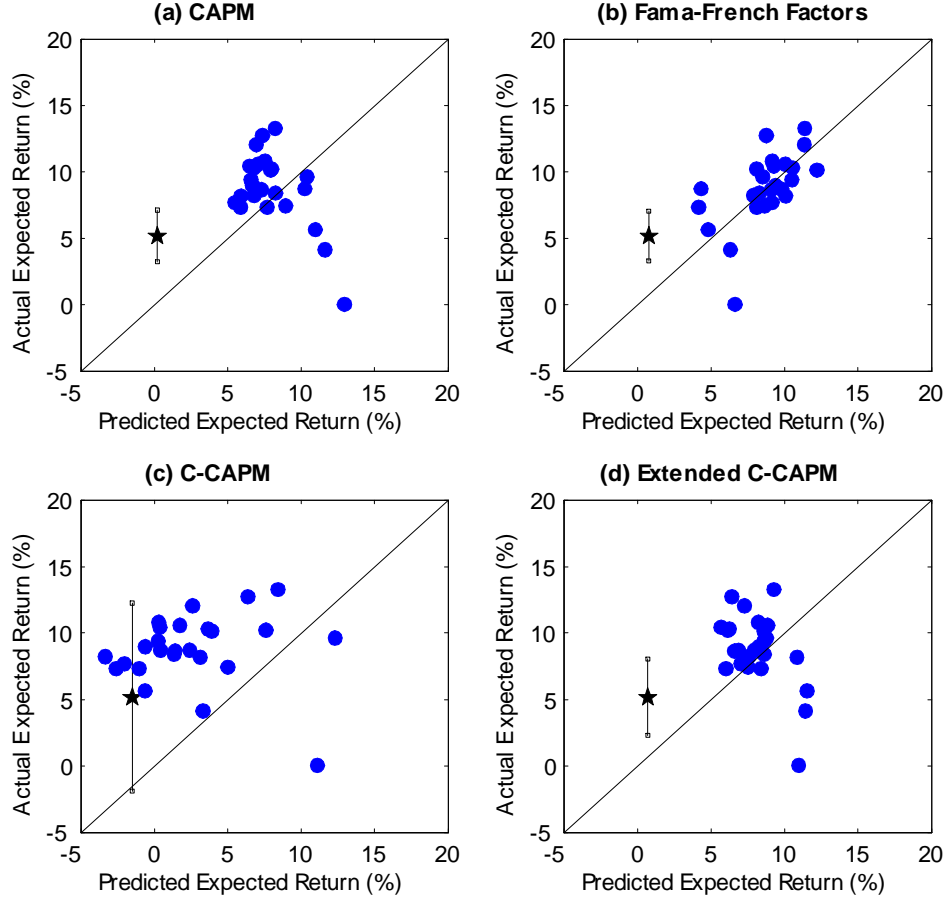 (a) CAPM
20
15
10
5
0
-5
Actual Expected Return (%)
-5 0 5 10 15 20
Predicted Expected Return (%)
(b) Fama-French Factors
20
15
10
5
0
-5
Actual Expected Return (%)
-5 0 5 10 15 20
Predicted Expected Return (%)
(c) C-CAPM
20
15
10
5
0
-5
Actual Expected Return (%)
-5 0 5 10 15 20
Predicted Expected Return (%)
(d) Extended C-CAPM
20
15
10
5
0
-5
Actual Expected Return (%)
-5 0 5 10 15 20
Predicted Expected Return (%)